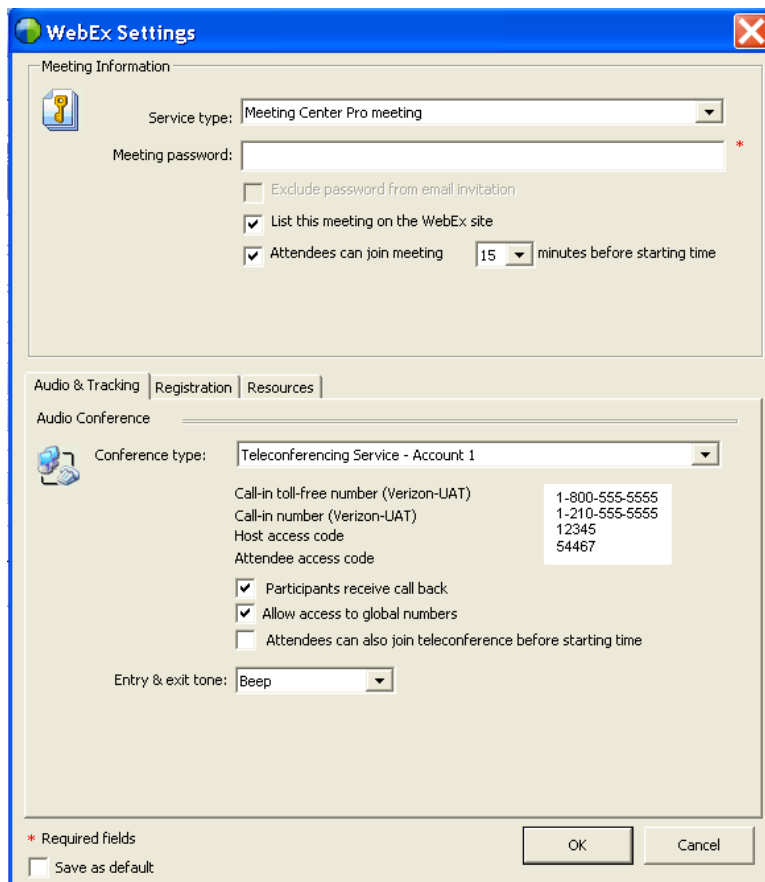 WebEx Settings
Meeting Information
Service type: Meeting Center Pro meeting
Meeting password: *
Exclude password from email invitation
List this meeting on the WebEx site
Attendees can join meeting 15 minutes before starting time
Audio & Tracking Registration Resources
Audio Conference
Conference type: Teleconferencing Service - Account 1
Call-in toll-free number (Verizon-UAT) 1-800-555-5555
Call-in number (Verizon-UAT) 1-210-555-5555
Host access code 12345
Attendee access code 54467
Participants receive call back
Allow access to global numbers
Attendees can also join teleconference before starting time
Entry & exit tone: Beep
* Required fields
OK Cancel
Save as default